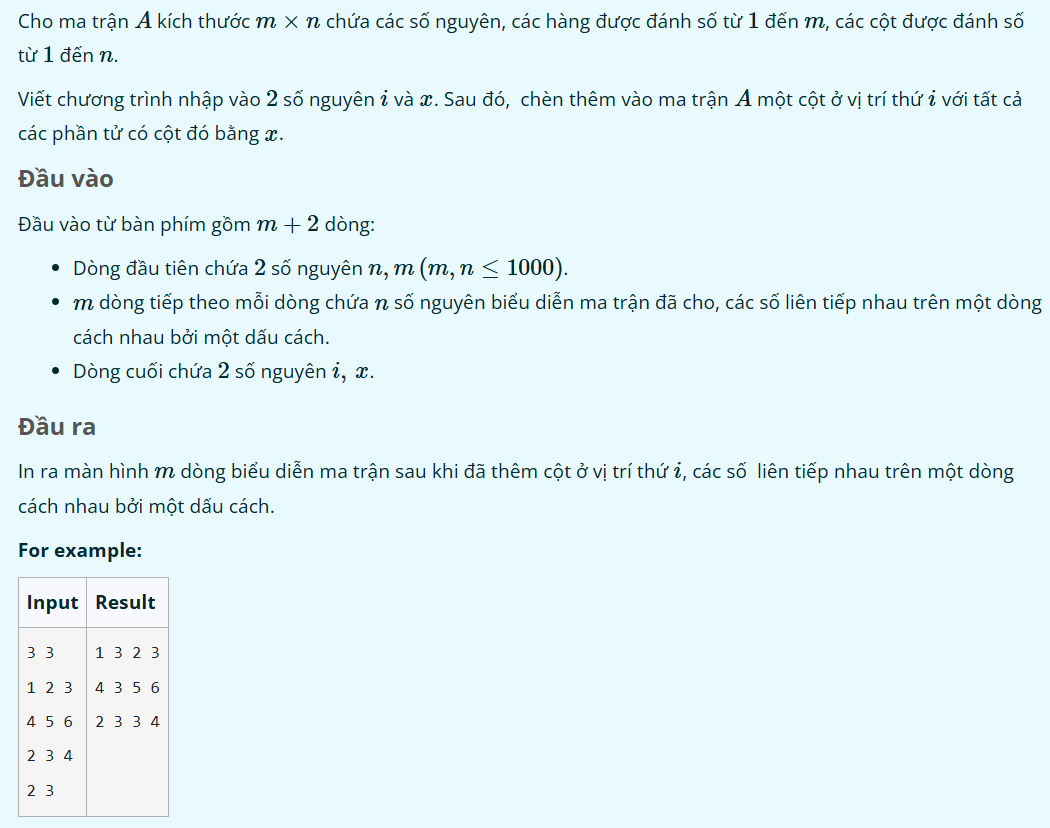 Cho ma trận A kích thước m × n chứa các số nguyên, các hàng được đánh số từ 1 đến m, các cột được đánh số
từ 1 đến n.
Viết chương trình nhập vào 2 số nguyên i và x. Sau đó, chèn thêm vào ma trận A một cột ở vị trí thứ i với tất cả
các phần tử có cột đó bằng x.
Đầu vào
Đầu vào từ bàn phím gồm m + 2 dòng:
• Dòng đầu tiên chứa 2 số nguyên n, m (m, n ≤ 1000).
• m dòng tiếp theo mỗi dòng chứa n số nguyên biểu diễn ma trận đã cho, các số liên tiếp nhau trên một dòng
cách nhau bởi một dấu cách.
• Dòng cuối chứa 2 số nguyên i, x.
Đầu ra
In ra màn hình m dòng biểu diễn ma trận sau khi đã thêm cột ở vị trí thứ i, các số liên tiếp nhau trên một dòng
cách nhau bởi một dấu cách.
For example:
Input Result
3 3 1 3 2 3
1 2 3 4 3 5 6
4 5 6 2 3 3 4
2 3 4
2 3